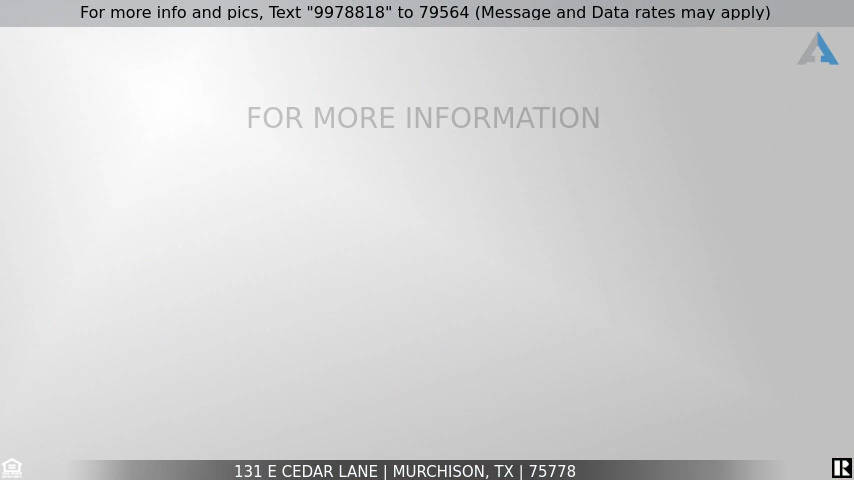 For more info and pics, Text "9978818" to 79564 (Message and Data rates may apply)
FOR MORE INFORMATION
131 E CEDAR LANE | MURCHISON, TX | 75778